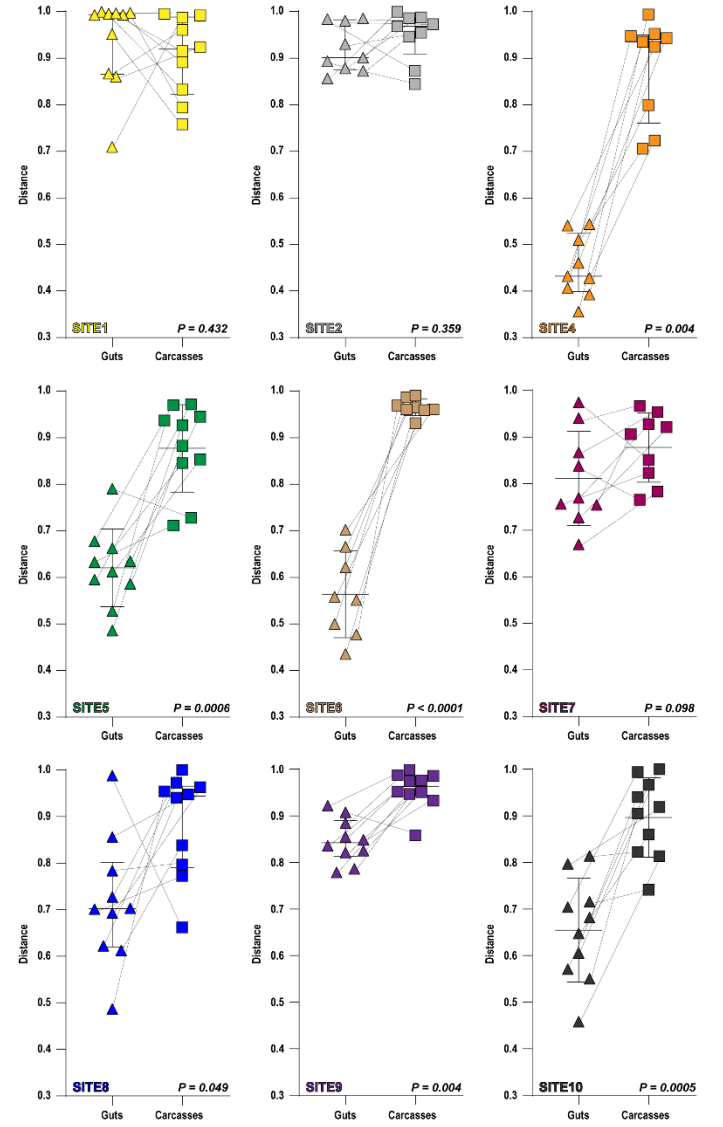 1.0
0.9
0.8
0.7
0.6
0.5
0.4
0.3
Distance
SITE1
P = 0.432
Guts Carcasses
1.0
0.9
0.8
0.7
0.6
0.5
0.4
0.3
Distance
SITE2
P = 0.359
Guts Carcasses
1.0
0.9
0.8
0.7
0.6
0.5
0.4
0.3
Distance
SITE4
P = 0.004
Guts Carcasses
1.0
0.9
0.8
0.7
0.6
0.5
0.4
0.3
Distance
SITE5
P = 0.0006
Guts Carcasses
1.0
0.9
0.8
0.7
0.6
0.5
0.4
0.3
Distance
SITE6
P < 0.0001
Guts Carcasses
1.0
0.9
0.8
0.7
0.6
0.5
0.4
0.3
Distance
SITE7
P = 0.098
Guts Carcasses
1.0
0.9
0.8
0.7
0.6
0.5
0.4
0.3
Distance
SITE8
P = 0.049
Guts Carcasses
1.0
0.9
0.8
0.7
0.6
0.5
0.4
0.3
Distance
SITE9
P = 0.004
Guts Carcasses
1.0
0.9
0.8
0.7
0.6
0.5
0.4
0.3
Distance
SITE10
P = 0.0005
Guts Carcasses